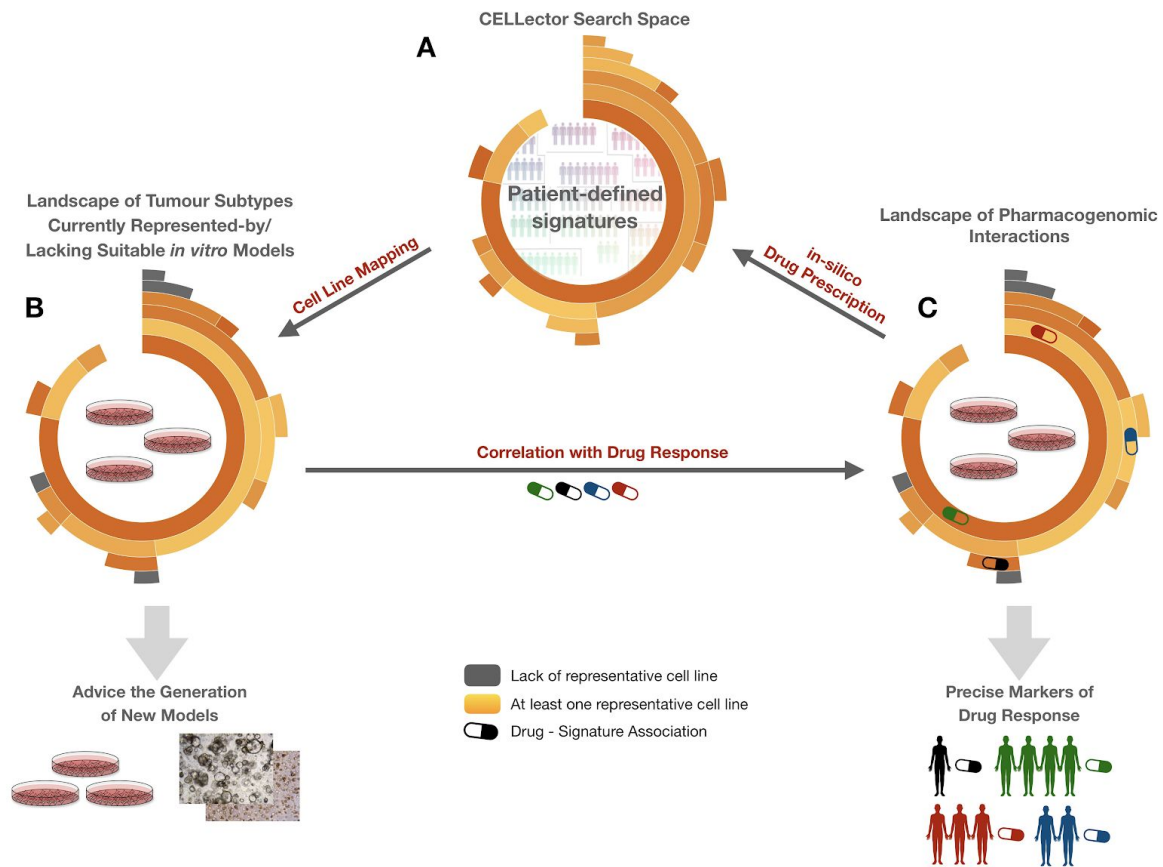 CELLector Search Space
A
Patient-defined
signatures
Landscape of Tumour Subtypes
Currently Represented-by/
Lacking Suitable in vitro Models
Landscape of Pharmacogenomic
Interactions
Cell Line Mapping
in-silico
Drug Prescription
B
C
Correlation with Drug Response
Advice the Generation
of New Models
Lack of representative cell line
At least one representative cell line
Drug - Signature Association
Precise Markers of
Drug Response